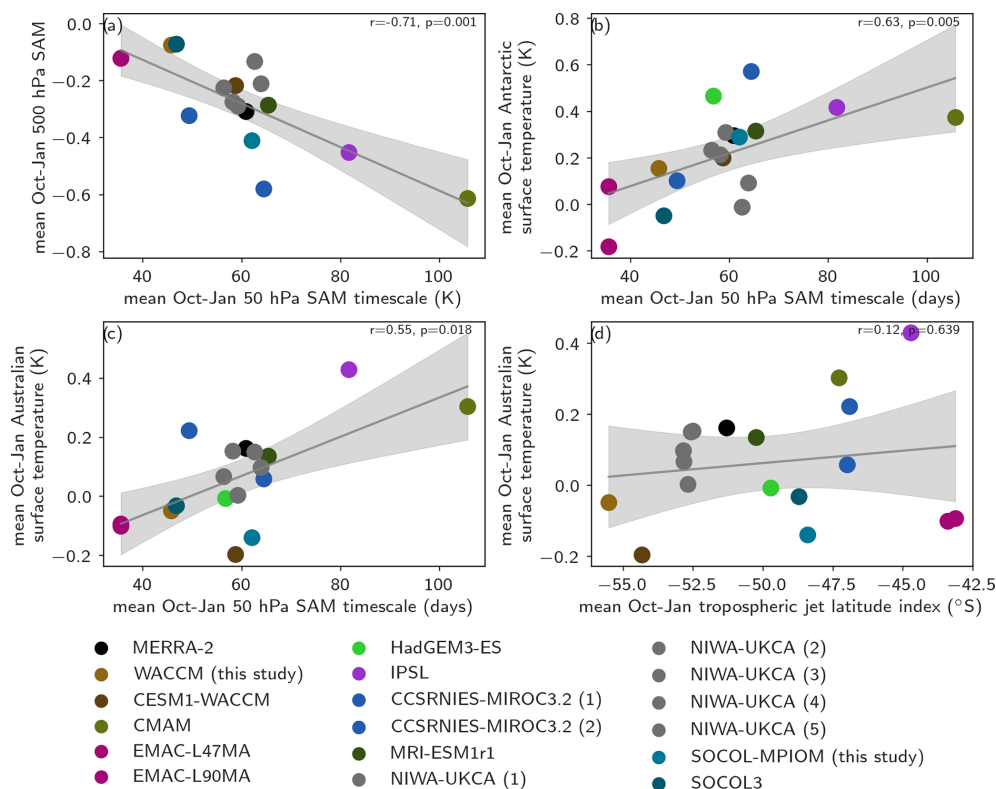 (a)
r=-0.71, p=0.001
0.0
−0.2
−0.4
−0.6
−0.8
40 60 80 100
mean Oct-Jan 500 hPa SAM
mean Oct-Jan 50 hPa SAM timescale (K)
(b)
r=0.63, p=0.005
0.8
0.6
0.4
0.2
0.0
−0.2
40 60 80 100
mean Oct-Jan Antarctic
surface temperature (K)
mean Oct-Jan 50 hPa SAM timescale (days)
(c)
r=0.55, p=0.018
0.4
0.2
0.0
−0.2
40 60 80 100
mean Oct-Jan Australian
surface temperature (K)
mean Oct-Jan 50 hPa SAM timescale (days)
(d)
r=0.12, p=0.639
0.4
0.2
0.0
−0.2
−55.0 −52.5 −50.0 −47.5 −45.0 −42.5
mean Oct-Jan Australian
surface temperature (K)
mean Oct-Jan tropospheric jet latitude index (°S)
MERRA-2
WACCM (this study)
CESM1-WACCM
CMAM
EMAC-L47MA
EMAC-L90MA
HadGEM3-ES
IPSL
CCSRNIES-MIROC3.2 (1)
CCSRNIES-MIROC3.2 (2)
MRI-ESM1r1
NIWA-UKCA (1)
NIWA-UKCA (2)
NIWA-UKCA (3)
NIWA-UKCA (4)
NIWA-UKCA (5)
SOCOL-MPIOM (this study)
SOCOL3